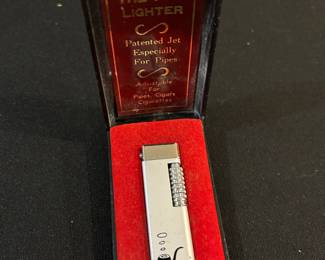 LIGHTER
Patented Jet
Especially
For Pipes
Adjustable
For
Pipes, Cigars
Cigarettes